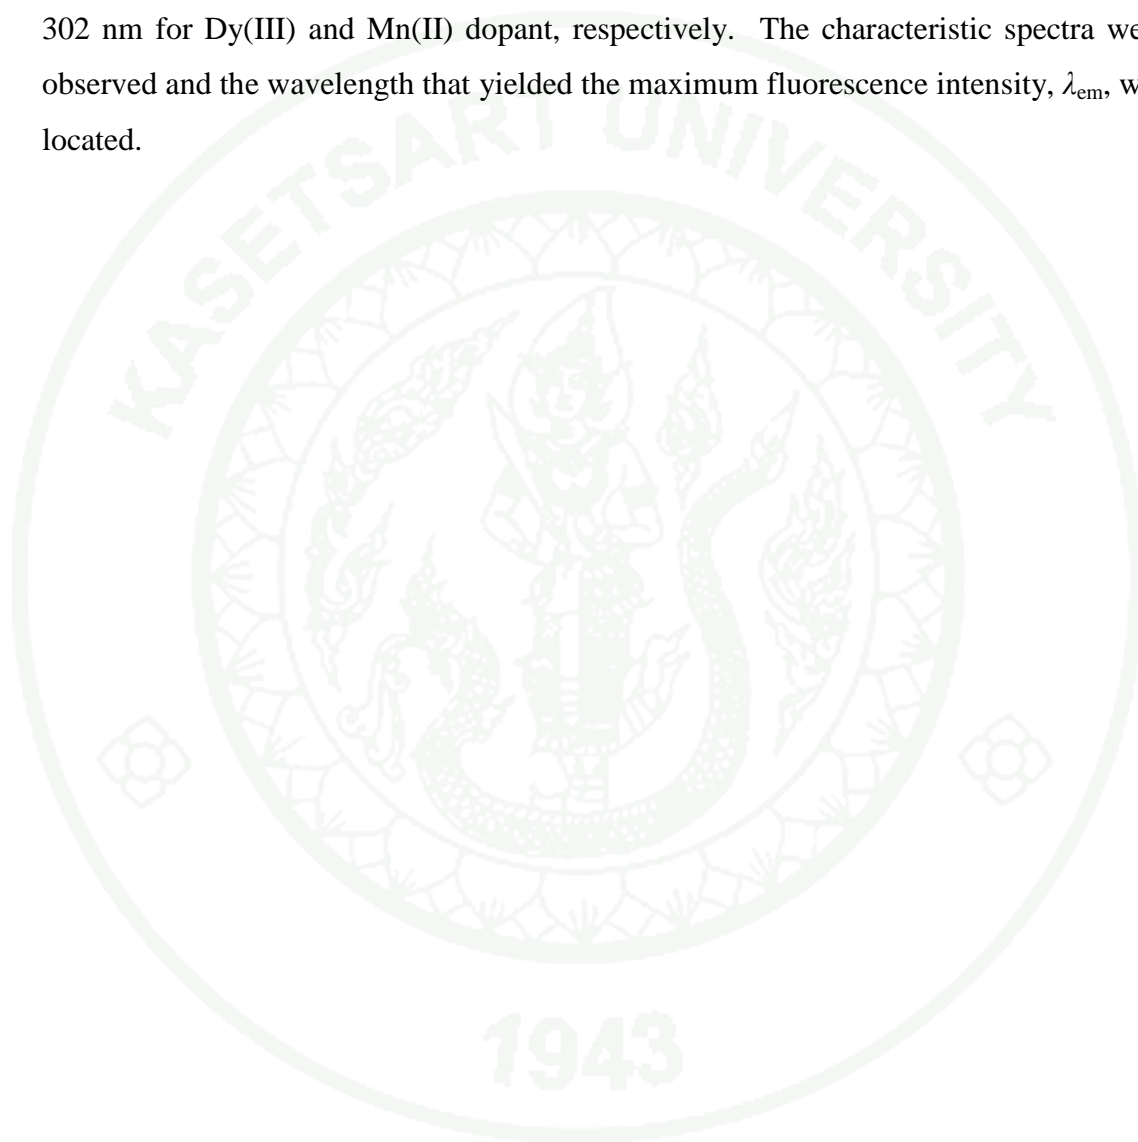 302 nm for Dy(III) and Mn(II) dopant, respectively. The characteristic spectra we
observed and the wavelength that yielded the maximum fluorescence intensity, λem, w
located.
KASETSART UNIVERSITY
1943